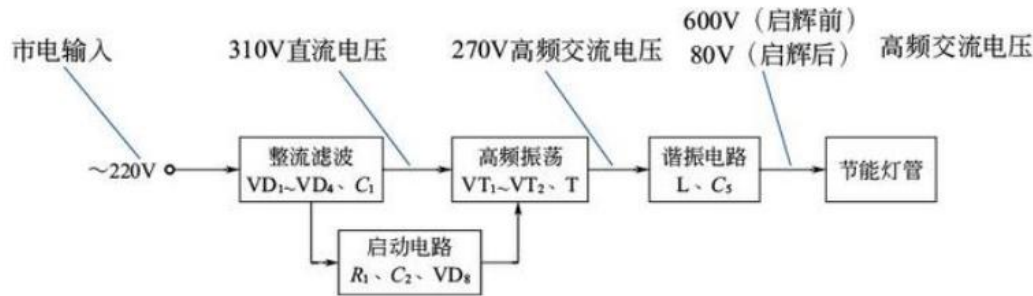 市电输入
310V直流电压
270V高频交流电压
600V（启辉前）
80V（启辉后）
高频交流电压
～220V
整流滤波
VD₁~VD₄、C₁
高频振荡
VT₁~VT₂、T
谐振电路
L、C₅
节能灯管
启动电路
R₁、C₂、VD₈